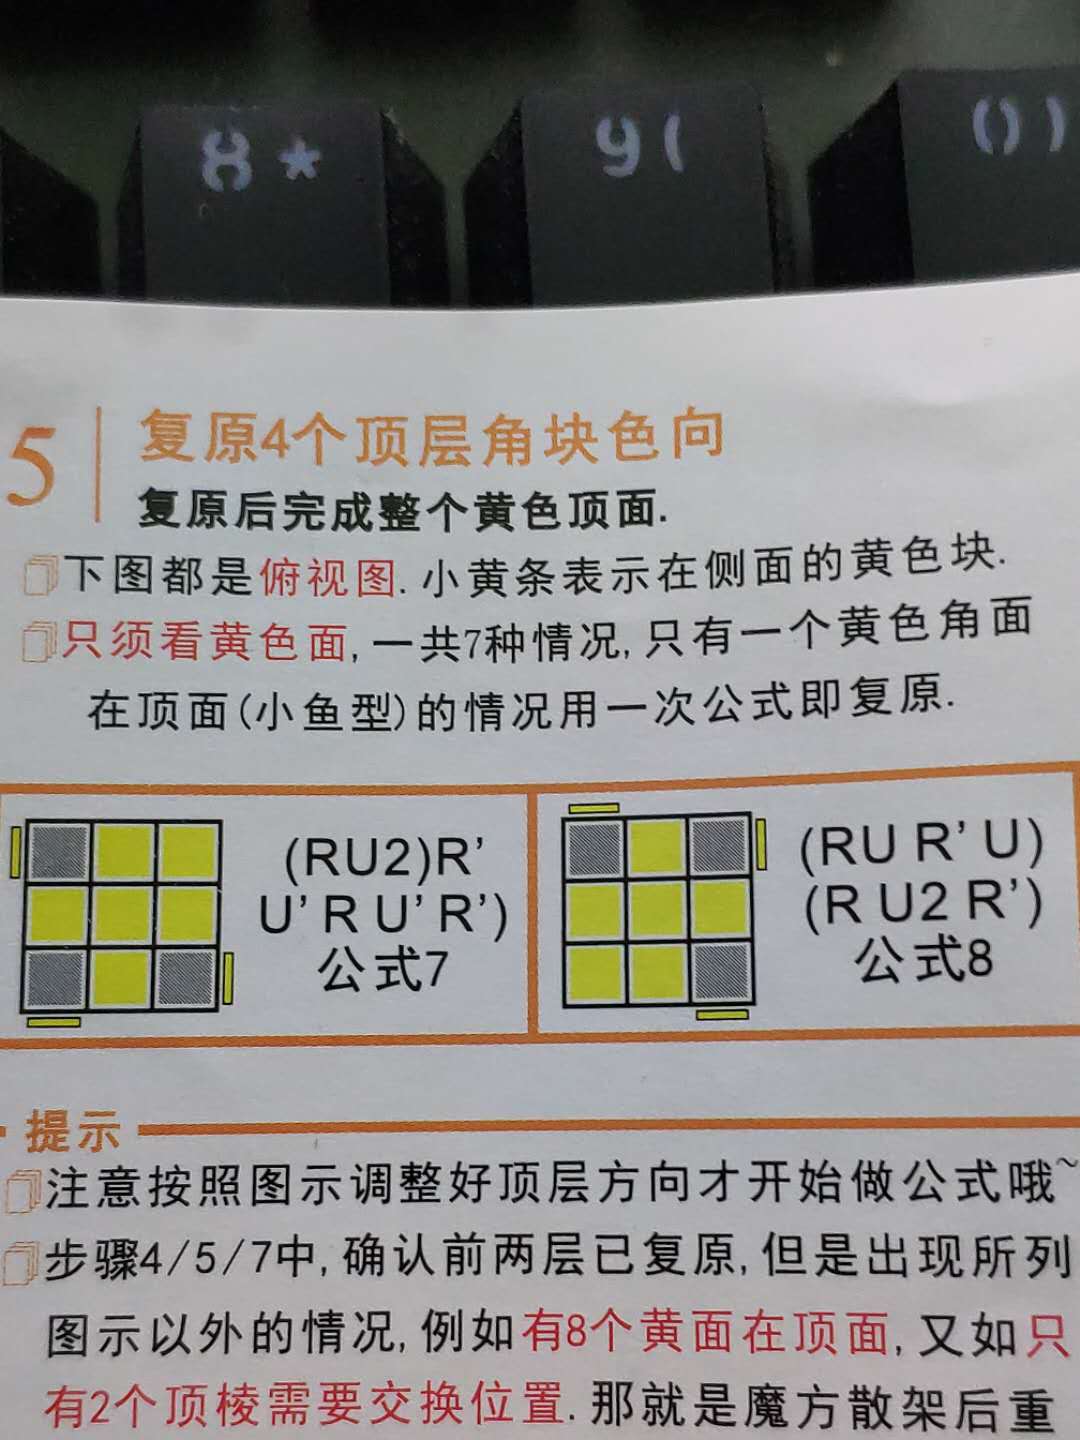 8 * 9 ( 0 )
5 复原4个顶层角块色向
复原后完成整个黄色顶面.
下图都是俯视图. 小黄条表示在侧面的黄色块.
只须看黄色面, 一共7种情况, 只有一个黄色角面
在顶面(小鱼型)的情况用一次公式即复原.
(RU2)R'
U' R U' R')
公式7
(RU R' U)
(R U2 R')
公式8
提示
注意按照图示调整好顶层方向才开始做公式哦~
步骤4/5/7中, 确认前两层已复原, 但是出现所列
图示以外的情况, 例如有8个黄面在顶面, 又如只
有2个顶棱需要交换位置. 那就是魔方散架后重